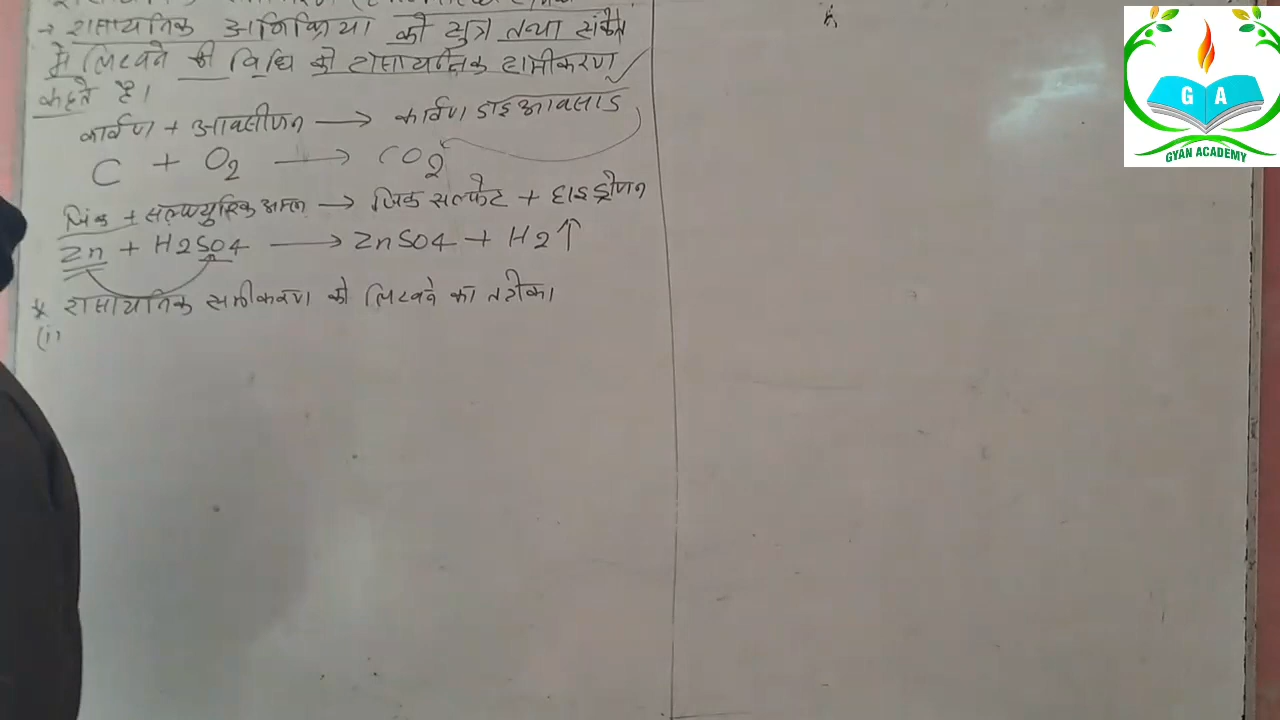 → रासायनिक अभिक्रिया को सुत्र तथा संकेत
में लिखने की विधि को रासायनिक समीकरण
कहते है।
कार्बन + आक्सीजन → कार्बन डाइआक्साइड
C + O2 → CO2
जिंक + सल्फ्युरिक अम्ल → जिंक सल्फेट + हाइड्रोजन
Zn + H2SO4 → ZnSO4 + H2↑
* रासायनिक समीकरण को लिखने का तरीका
(i)
G A
GYAN ACADEMY